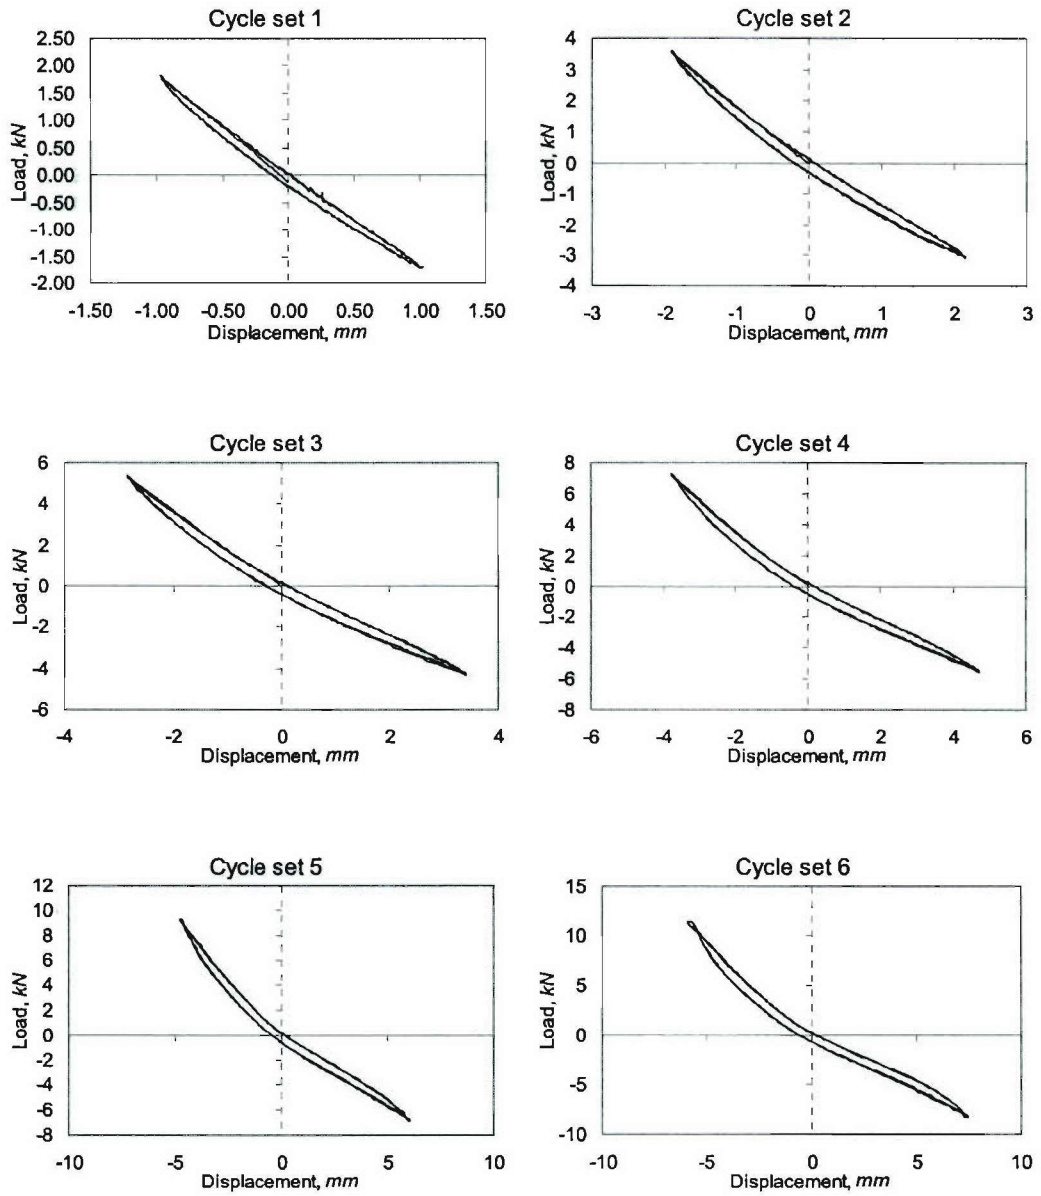 Cycle set 1
2.50
2.00
1.50
1.00
0.50
0.00
-0.50
-1.00
-1.50
-2.00
Load, kN
-1.50 -1.00 -0.50 0.00 0.50 1.00 1.50
Displacement, mm
Cycle set 2
4
3
2
1
0
-1
-2
-3
-4
Load, kN
-3 -2 -1 0 1 2 3
Displacement, mm
Cycle set 3
6
4
2
0
-2
-4
-6
Load, kN
-4 -2 0 2 4
Displacement, mm
Cycle set 4
8
6
4
2
0
-2
-4
-6
-8
Load, kN
-6 -4 -2 0 2 4 6
Displacement, mm
Cycle set 5
12
10
8
6
4
2
0
-2
-4
-6
-8
Load, kN
-10 -5 0 5 10
Displacement, mm
Cycle set 6
15
10
5
0
-5
-10
Load, kN
-10 -5 0 5 10
Displacement, mm